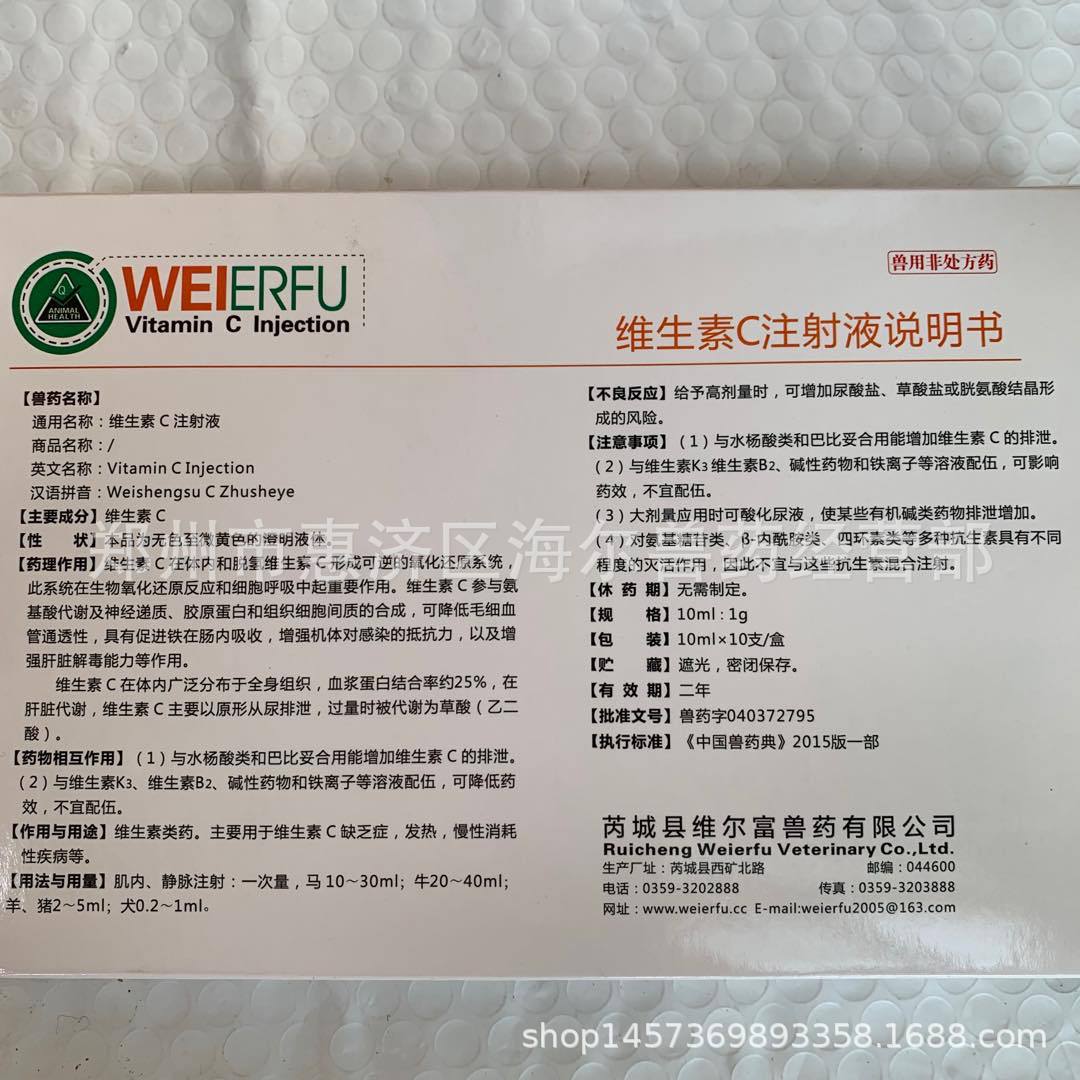 WEIERFU
Vitamin C Injection
Q
ANIMAL
HEALTH
兽用非处方药
维生素C注射液说明书
【兽药名称】
通用名称：维生素 C 注射液
商品名称：/
英文名称：Vitamin C Injection
汉语拼音：Weishengsu C Zhusheye
【主要成分】维生素 C
【性　　状】本品为无色至微黄色的澄明液体。
【药理作用】维生素 C 在体内和脱氢维生素 C 形成可逆的氧化还原系统，
此系统在生物氧化还原反应和细胞呼吸中起重要作用。维生素 C 参与氨
基酸代谢及神经递质、胶原蛋白和组织细胞间质的合成，可降低毛细血
管通透性，具有促进铁在肠内吸收，增强机体对感染的抵抗力，以及增
强肝脏解毒能力等作用。
维生素 C 在体内广泛分布于全身组织，血浆蛋白结合率约25%，在
肝脏代谢，维生素 C 主要以原形从尿排泄，过量时被代谢为草酸（乙二
酸）。
【药物相互作用】（1）与水杨酸类和巴比妥合用能增加维生素 C 的排泄。
（2）与维生素K3、维生素B2、碱性药物和铁离子等溶液配伍，可降低药
效，不宜配伍。
【作用与用途】维生素类药。主要用于维生素 C 缺乏症，发热，慢性消耗
性疾病等。
【用法与用量】肌内、静脉注射：一次量，马 10～30ml；牛20～40ml；
羊、猪2～5ml；犬0.2～1ml。
【不良反应】给予高剂量时，可增加尿酸盐、草酸盐或胱氨酸结晶形
成的风险。
【注意事项】（1）与水杨酸类和巴比妥合用能增加维生素 C 的排泄。
（2）与维生素K3 维生素B2、碱性药物和铁离子等溶液配伍，可影响
药效，不宜配伍。
（3）大剂量应用时可酸化尿液，使某些有机碱类药物排泄增加。
（4）对氨基糖苷类、β-内酰胺类、四环素类等多种抗生素具有不同
程度的灭活作用，因此不宜与这些抗生素混合注射。
【休 药 期】无需制定。
【规　　格】10ml : 1g
【包　　装】10ml×10支/盒
【贮　　藏】遮光，密闭保存。
【有 效 期】二年
【批准文号】兽药字040372795
【执行标准】《中国兽药典》2015版一部
芮城县维尔富兽药有限公司
Ruicheng Weierfu Veterinary Co.,Ltd.
生产厂址：芮城县西矿北路　邮编：044600
电话：0359-3202888　传真：0359-3203888
网址：www.weierfu.cc E-mail:weierfu2005@163.com
郑州市惠济区海尔兽药经营部
shop1457369893358.1688.com